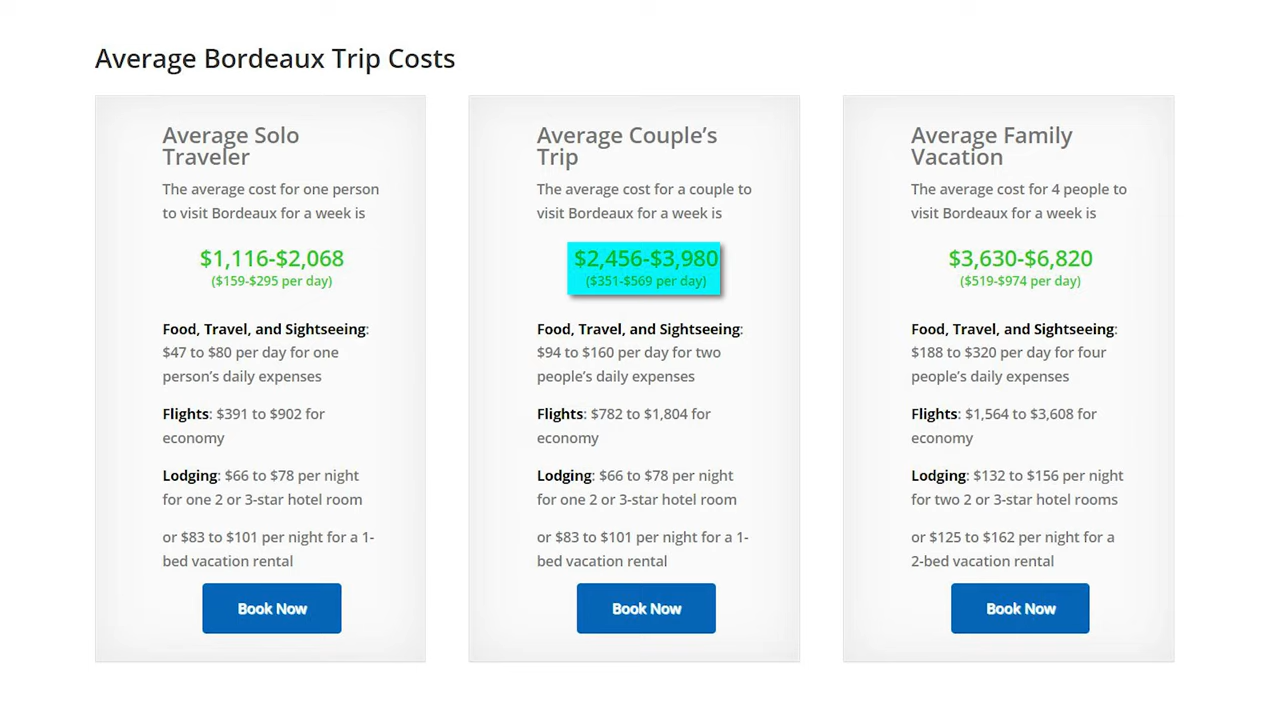 Average Bordeaux Trip Costs
Average Solo
Traveler
The average cost for one person
to visit Bordeaux for a week is
$1,116-$2,068
($159-$295 per day)
Food, Travel, and Sightseeing:
$47 to $80 per day for one
person’s daily expenses
Flights: $391 to $902 for
economy
Lodging: $66 to $78 per night
for one 2 or 3-star hotel room
or $83 to $101 per night for a 1-
bed vacation rental
Book Now
Average Couple’s
Trip
The average cost for a couple to
visit Bordeaux for a week is
$2,456-$3,980
($351-$569 per day)
Food, Travel, and Sightseeing:
$94 to $160 per day for two
people’s daily expenses
Flights: $782 to $1,804 for
economy
Lodging: $66 to $78 per night
for one 2 or 3-star hotel room
or $83 to $101 per night for a 1-
bed vacation rental
Book Now
Average Family
Vacation
The average cost for 4 people to
visit Bordeaux for a week is
$3,630-$6,820
($519-$974 per day)
Food, Travel, and Sightseeing:
$188 to $320 per day for four
people’s daily expenses
Flights: $1,564 to $3,608 for
economy
Lodging: $132 to $156 per night
for two 2 or 3-star hotel rooms
or $125 to $162 per night for a
2-bed vacation rental
Book Now